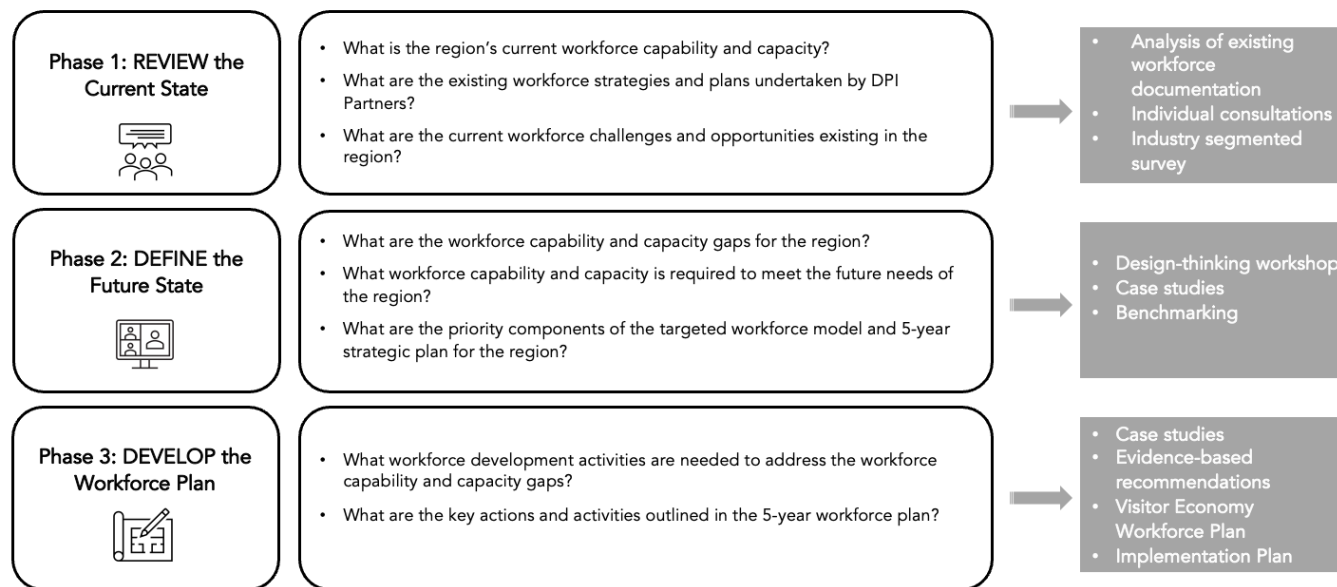 Phase 1: REVIEW the
Current State
• What is the region's current workforce capability and capacity?
• What are the existing workforce strategies and plans undertaken by DPI
Partners?
• What are the current workforce challenges and opportunities existing in the
region?
• Analysis of existing
workforce
documentation
• Individual consultations
• Industry segmented
survey
Phase 2: DEFINE the
Future State
• What are the workforce capability and capacity gaps for the region?
• What workforce capability and capacity is required to meet the future needs of
the region?
• What are the priority components of the targeted workforce model and 5-year
strategic plan for the region?
• Design-thinking workshop
• Case studies
• Benchmarking
Phase 3: DEVELOP the
Workforce Plan
• What workforce development activities are needed to address the workforce
capability and capacity gaps?
• What are the key actions and activities outlined in the 5-year workforce plan?
• Case studies
• Evidence-based
recommendations
• Visitor Economy
Workforce Plan
• Implementation Plan